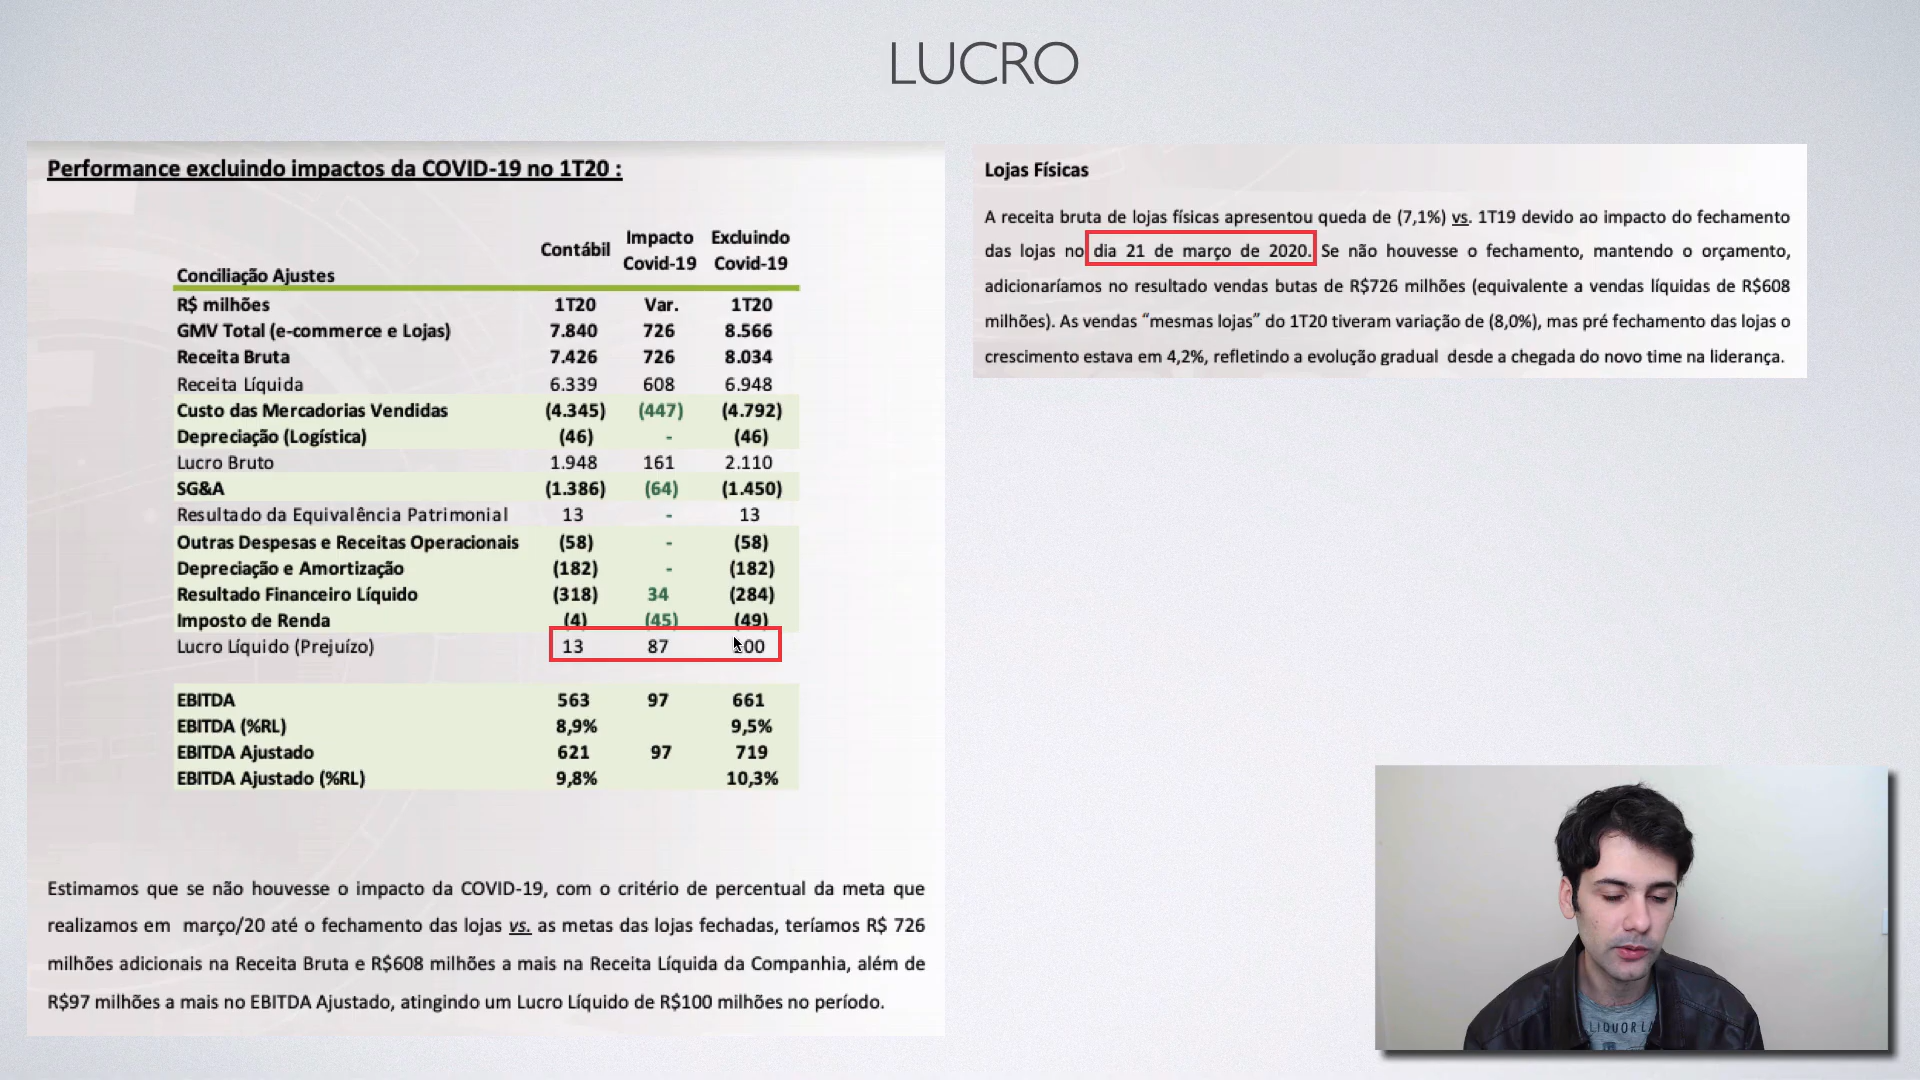 LUCRO
Performance excluindo impactos da COVID-19 no 1T20 :
Conciliação Ajustes Contábil Impacto Covid-19 Excluindo Covid-19
R$ milhões 1T20 Var. 1T20
GMV Total (e-commerce e Lojas) 7.840 726 8.566
Receita Bruta 7.426 726 8.034
Receita Líquida 6.339 608 6.948
Custo das Mercadorias Vendidas (4.345) (447) (4.792)
Depreciação (Logística) (46) - (46)
Lucro Bruto 1.948 161 2.110
SG&A (1.386) (64) (1.450)
Resultado da Equivalência Patrimonial 13 - 13
Outras Despesas e Receitas Operacionais (58) - (58)
Depreciação e Amortização (182) - (182)
Resultado Financeiro Líquido (318) 34 (284)
Imposto de Renda (4) (45) (49)
Lucro Líquido (Prejuízo) 13 87 100
EBITDA 563 97 661
EBITDA (%RL) 8,9% 9,5%
EBITDA Ajustado 621 97 719
EBITDA Ajustado (%RL) 9,8% 10,3%
Estimamos que se não houvesse o impacto da COVID-19, com o critério de percentual da meta que
realizamos em março/20 até o fechamento das lojas vs. as metas das lojas fechadas, teríamos R$ 726
milhões adicionais na Receita Bruta e R$608 milhões a mais na Receita Líquida da Companhia, além de
R$97 milhões a mais no EBITDA Ajustado, atingindo um Lucro Líquido de R$100 milhões no período.
Lojas Físicas
A receita bruta de lojas físicas apresentou queda de (7,1%) vs. 1T19 devido ao impacto do fechamento
das lojas no dia 21 de março de 2020. Se não houvesse o fechamento, mantendo o orçamento,
adicionaríamos no resultado vendas butas de R$726 milhões (equivalente a vendas líquidas de R$608
milhões). As vendas “mesmas lojas” do 1T20 tiveram variação de (8,0%), mas pré fechamento das lojas o
crescimento estava em 4,2%, refletindo a evolução gradual desde a chegada do novo time na liderança.
LIQUOR